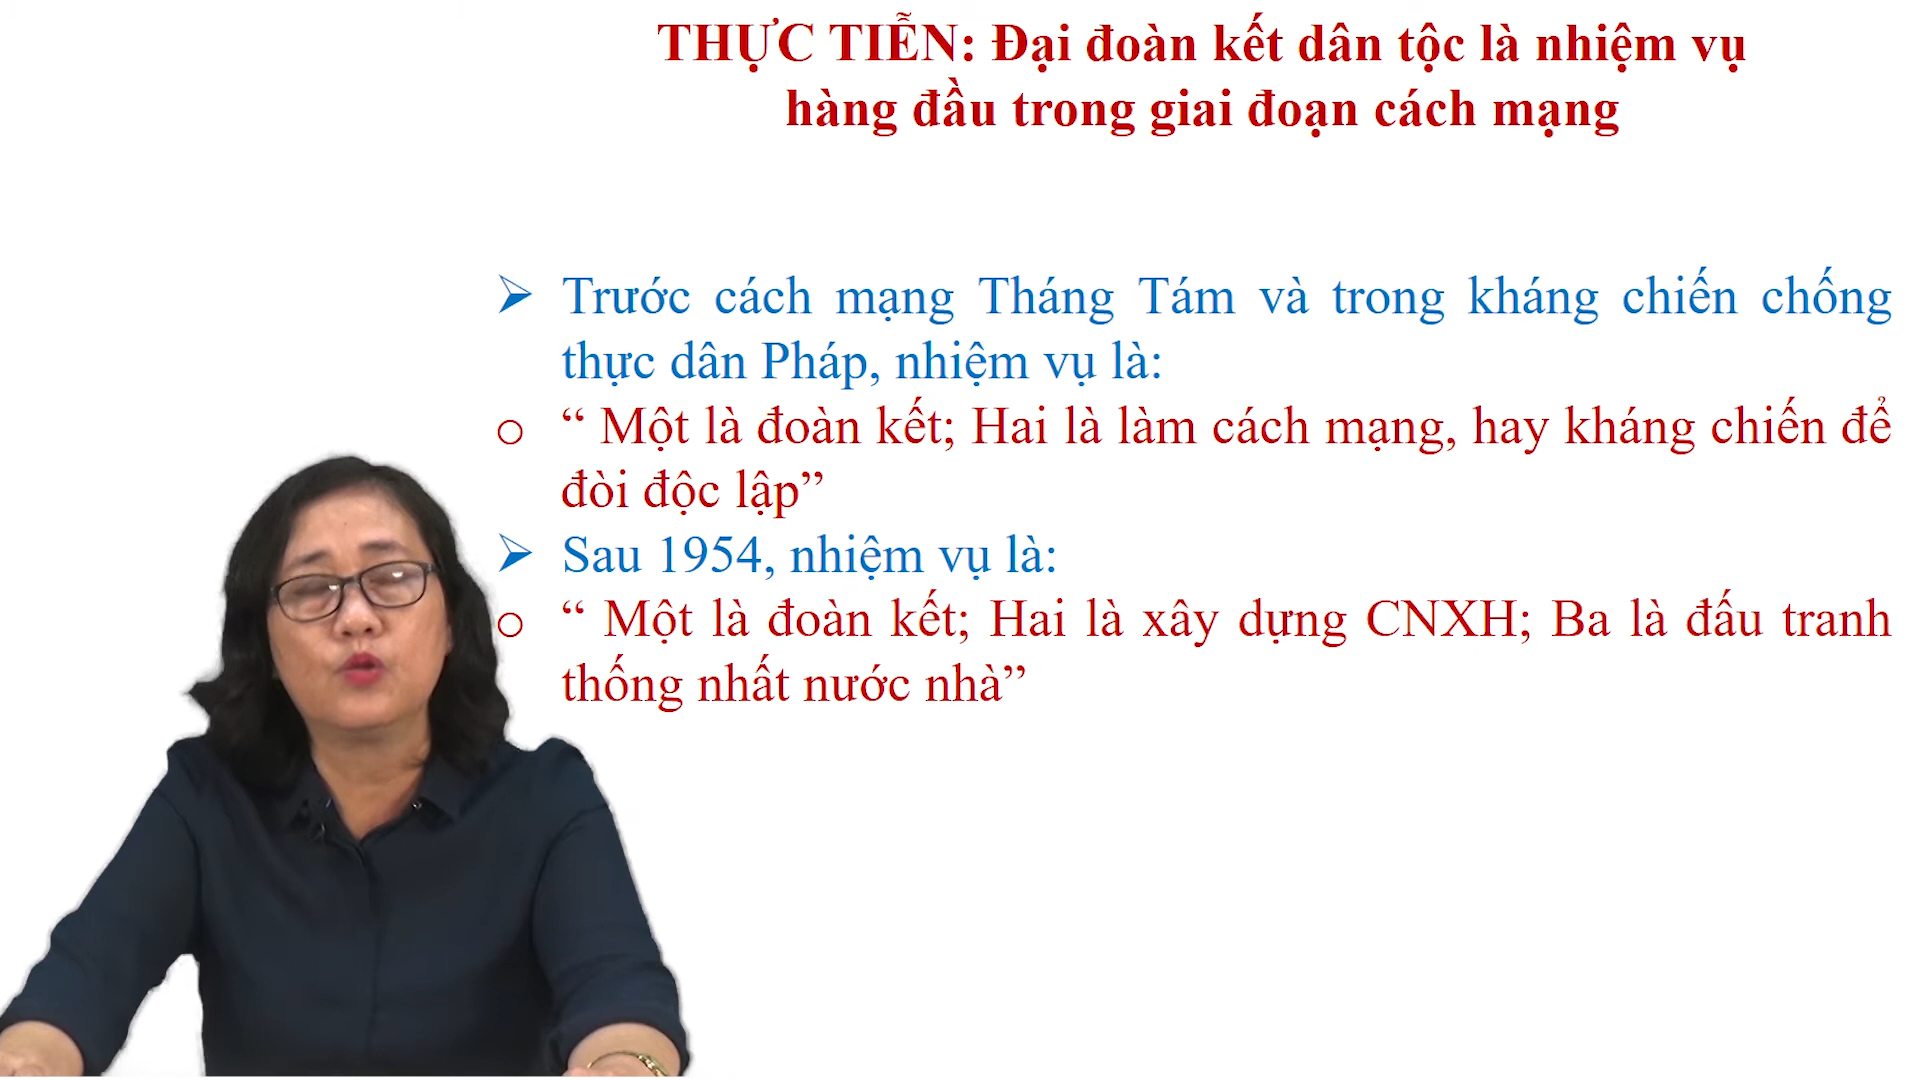 THỰC TIỄN: Đại đoàn kết dân tộc là nhiệm vụ
hàng đầu trong giai đoạn cách mạng
➢ Trước cách mạng Tháng Tám và trong kháng chiến chống
thực dân Pháp, nhiệm vụ là:
o “ Một là đoàn kết; Hai là làm cách mạng, hay kháng chiến để
đòi độc lập”
➢ Sau 1954, nhiệm vụ là:
o “ Một là đoàn kết; Hai là xây dựng CNXH; Ba là đấu tranh
thống nhất nước nhà”